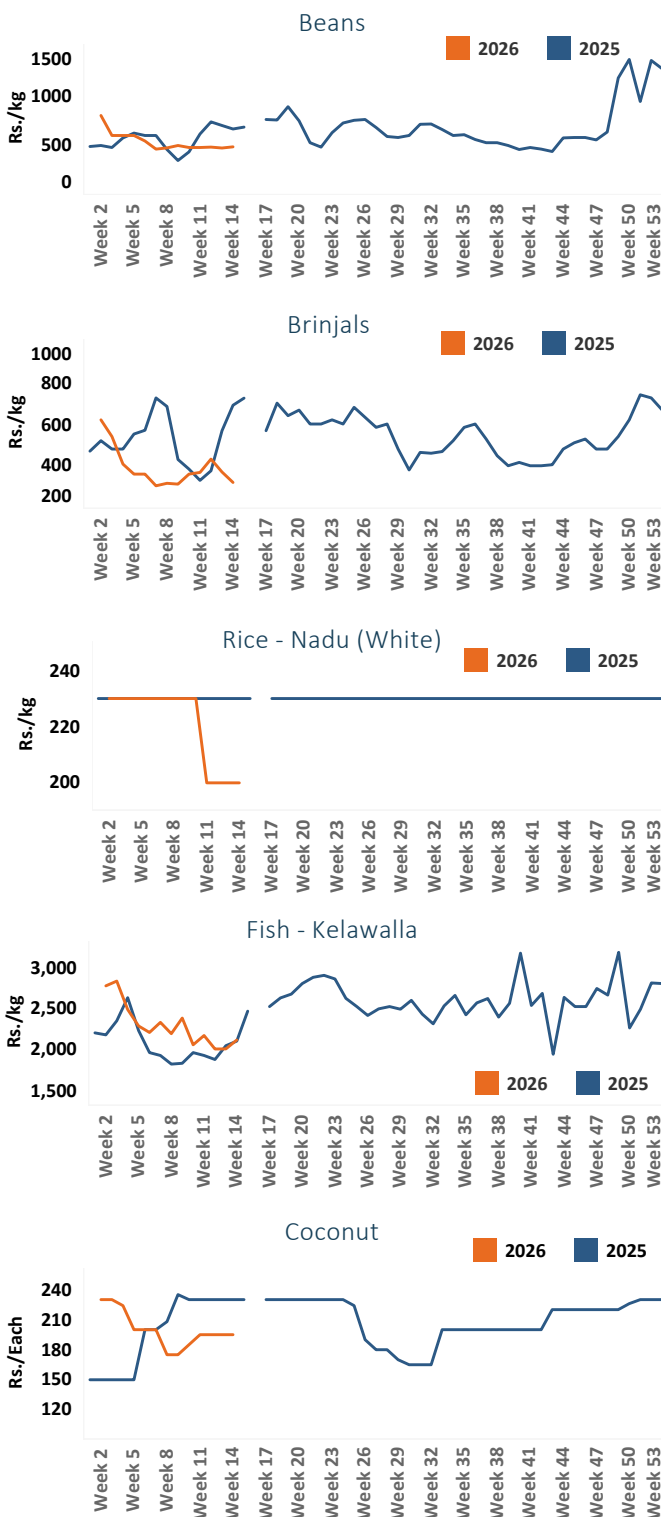 Beans
2026 2025
Rs./kg
1500
1000
500
0
Week 2 Week 5 Week 8 Week 11 Week 14 Week 17 Week 20 Week 23 Week 26 Week 29 Week 32 Week 35 Week 38 Week 41 Week 44 Week 47 Week 50 Week 53
Brinjals
2026 2025
Rs./kg
1000
800
600
400
200
Week 2 Week 5 Week 8 Week 11 Week 14 Week 17 Week 20 Week 23 Week 26 Week 29 Week 32 Week 35 Week 38 Week 41 Week 44 Week 47 Week 50 Week 53
Rice - Nadu (White)
2026 2025
Rs./kg
240
220
200
Week 2 Week 5 Week 8 Week 11 Week 14 Week 17 Week 20 Week 23 Week 26 Week 29 Week 32 Week 35 Week 38 Week 41 Week 44 Week 47 Week 50 Week 53
Fish - Kelawalla
Rs./kg
3,000
2,500
2,000
1,500
2026 2025
Week 2 Week 5 Week 8 Week 11 Week 14 Week 17 Week 20 Week 23 Week 26 Week 29 Week 32 Week 35 Week 38 Week 41 Week 44 Week 47 Week 50 Week 53
Coconut
2026 2025
Rs./Each
240
210
180
150
120
Week 2 Week 5 Week 8 Week 11 Week 14 Week 17 Week 20 Week 23 Week 26 Week 29 Week 32 Week 35 Week 38 Week 41 Week 44 Week 47 Week 50 Week 53